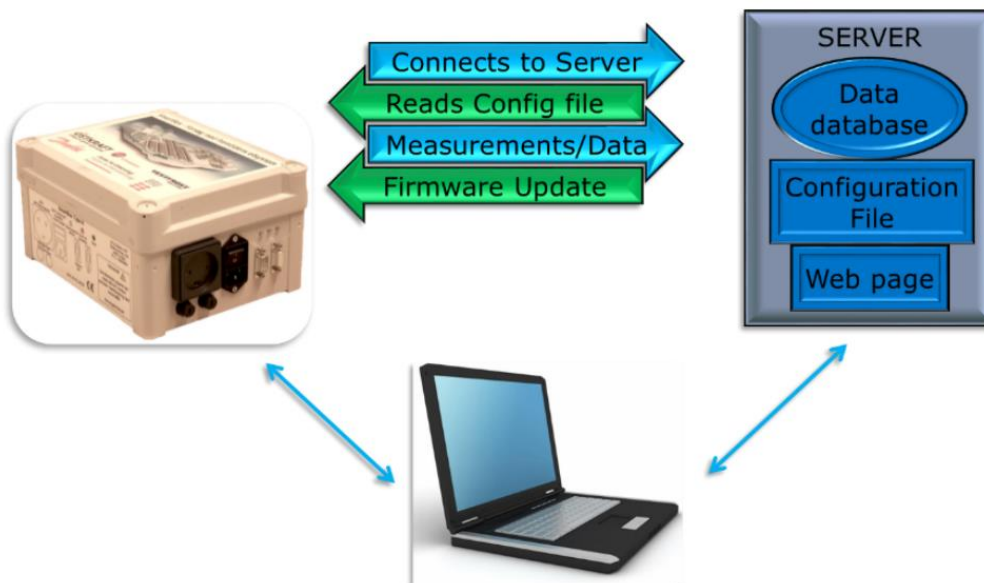 Connects to Server
Reads Config file
Measurements/Data
Firmware Update
SERVER
Data
database
Configuration
File
Web page